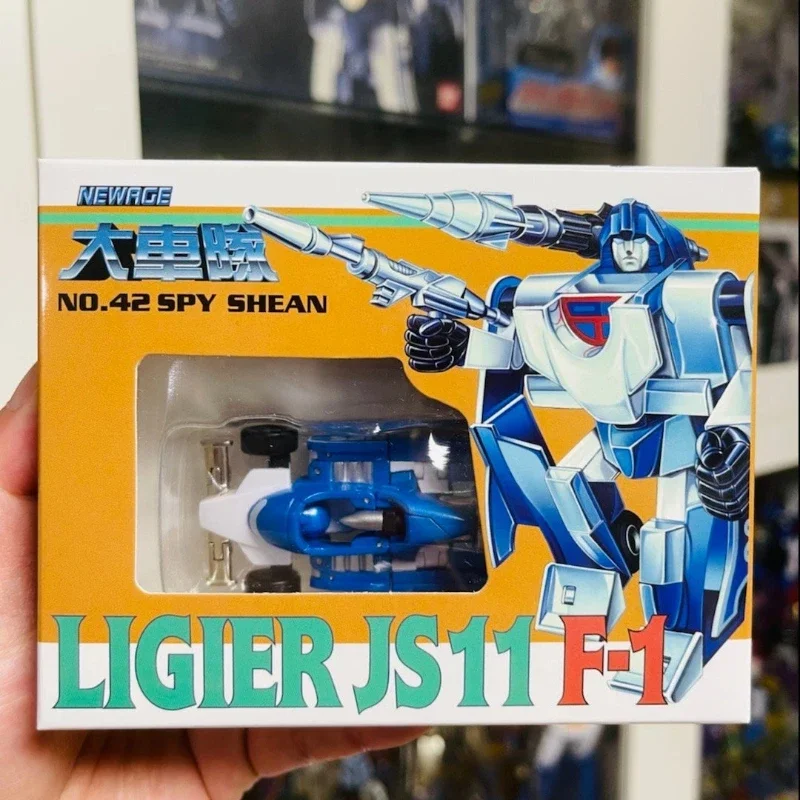 NEWAGE
大車隊
NO.42 SPY SHEAN
LIGIER JS11 F-1